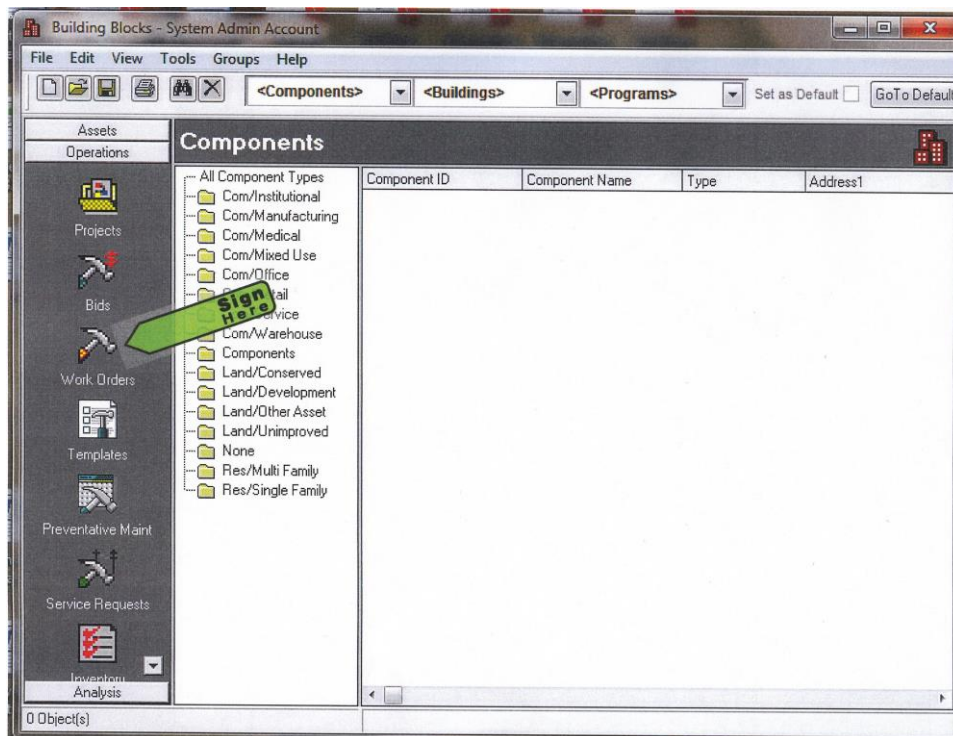 Building Blocks - System Admin Account
File Edit View Tools Groups Help
<Components> <Buildings> <Programs> Set as Default GoTo Default
Assets
Operations
Projects
Bids
Work Orders
Templates
Preventative Maint
Service Requests
Inventory
Analysis
Components
All Component Types
Com/Institutional
Com/Manufacturing
Com/Medical
Com/Mixed Use
Com/Office
tail
ervice
Com/Warehouse
Components
Land/Conserved
Land/Development
Land/Other Asset
Land/Unimproved
None
Res/Multi Family
Res/Single Family
Sign
Here
Component ID Component Name Type Address1
0 Object(s)